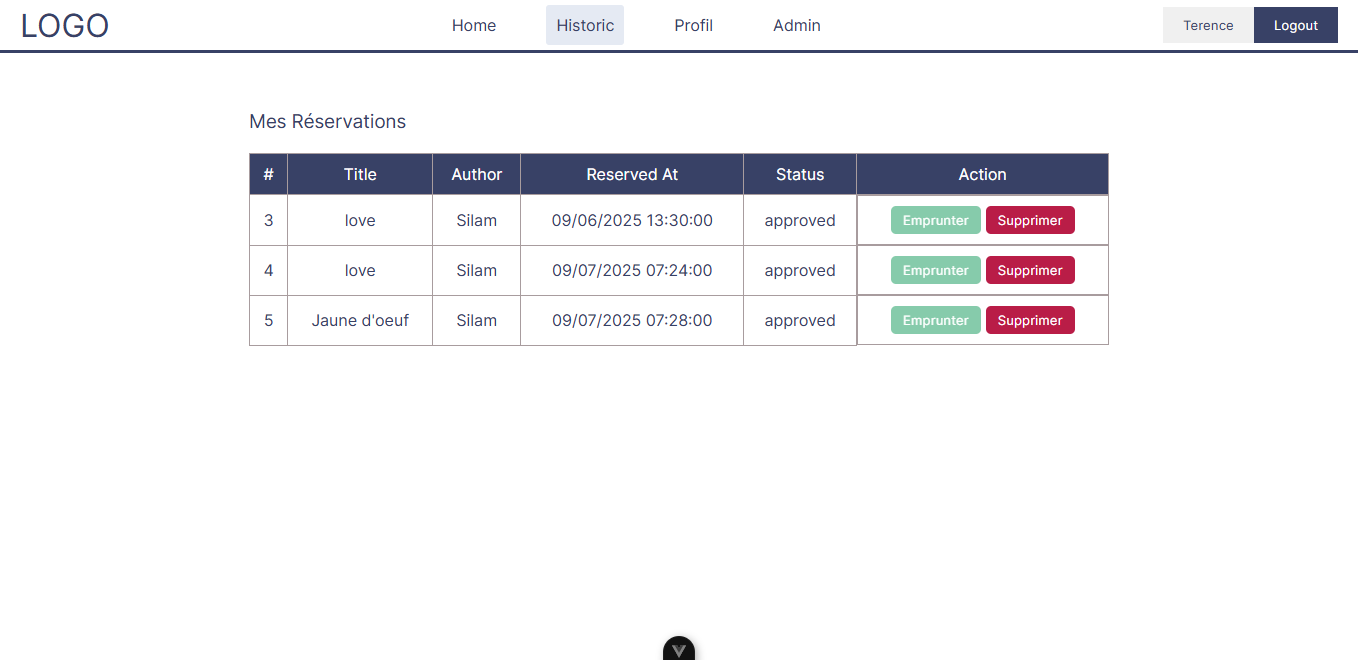 LOGO Home Historic Profil Admin Terence Logout
Mes Réservations
# Title Author Reserved At Status Action
3 love Silam 09/06/2025 13:30:00 approved Emprunter Supprimer
4 love Silam 09/07/2025 07:24:00 approved Emprunter Supprimer
5 Jaune d'oeuf Silam 09/07/2025 07:28:00 approved Emprunter Supprimer